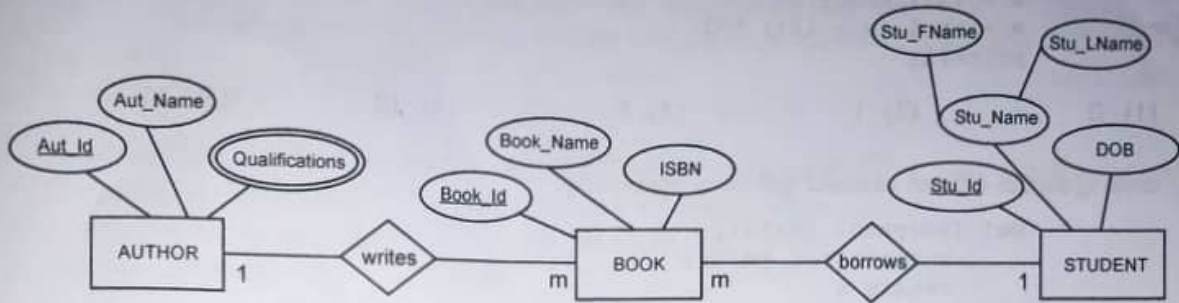 Stu_FName
Stu_LName
Aut_Name
Stu_Name
Aut_Id
Qualifications
Book_Name
ISBN
DOB
Book_Id
Stu_Id
AUTHOR
1
writes
m
BOOK
m
borrows
1
STUDENT